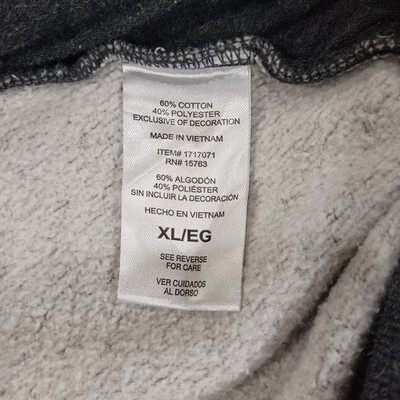 60% COTTON
40% POLYESTER
EXCLUSIVE OF DECORATION
MADE IN VIETNAM
ITEM# 1717071
RN# 15763
60% ALGODÓN
40% POLIÉSTER
SIN INCLUIR LA DECORACIÓN
HECHO EN VIETNAM
XL/EG
SEE REVERSE
FOR CARE
VER CUIDADOS
AL DORSO